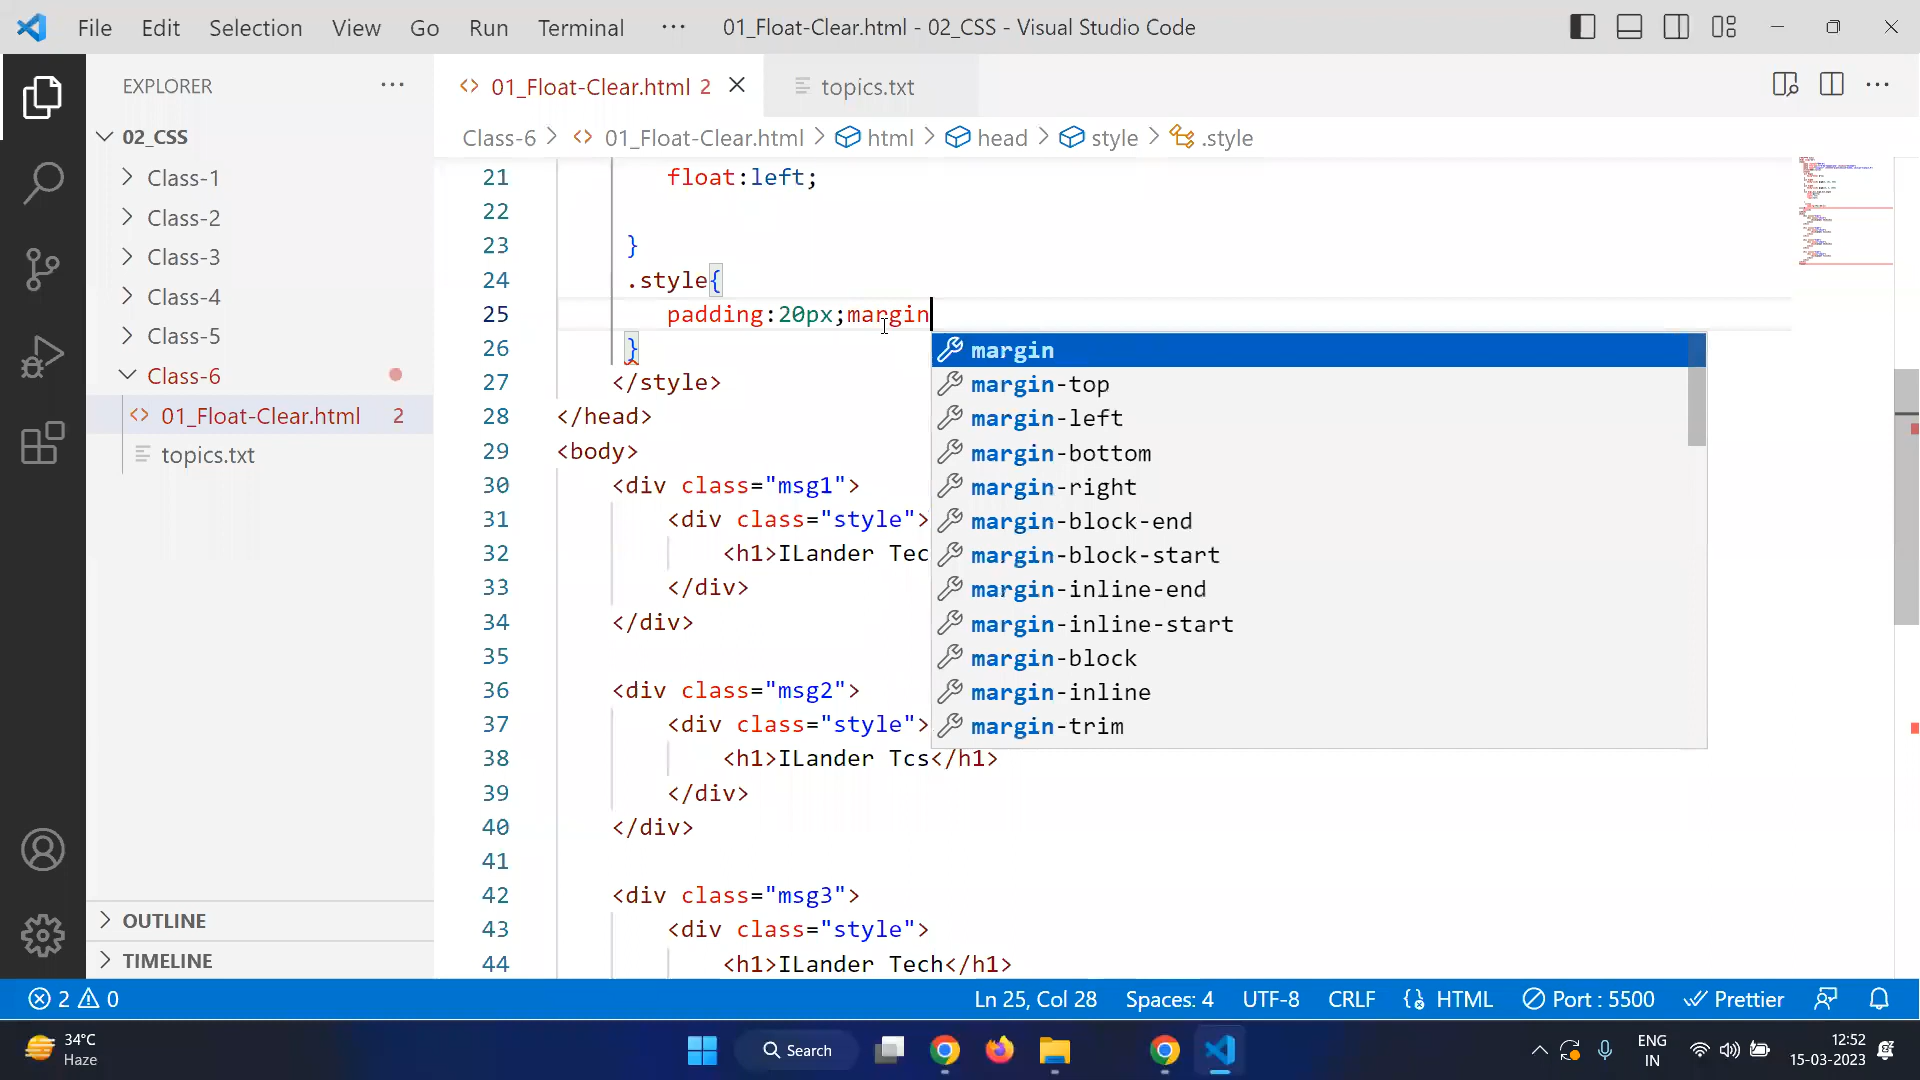 File Edit Selection View Go Run Terminal ··· 01_Float-Clear.html - 02_CSS - Visual Studio Code
EXPLORER ···
01_Float-Clear.html 2
topics.txt
02_CSS
Class-6 > 01_Float-Clear.html > html > head > style > .style
Class-1
Class-2
Class-3
Class-4
Class-5
Class-6
01_Float-Clear.html 2
topics.txt
OUTLINE
TIMELINE
21 float:left;
22
23 }
24 .style{
25 padding:20px;margin
26 }
27 </style>
28 </head>
29 <body>
30 <div class="msg1">
31 <div class="style">
32 <h1>ILander Tec
33 </div>
34 </div>
35
36 <div class="msg2">
37 <div class="style">
38 <h1>ILander Tcs</h1>
39 </div>
40 </div>
41
42 <div class="msg3">
43 <div class="style">
44 <h1>ILander Tech</h1>
margin
margin-top
margin-left
margin-bottom
margin-right
margin-block-end
margin-block-start
margin-inline-end
margin-inline-start
margin-block
margin-inline
margin-trim
2 0 Ln 25, Col 28 Spaces: 4 UTF-8 CRLF HTML Port : 5500 Prettier
34°C
Haze
Search
ENG
IN
12:52
15-03-2023